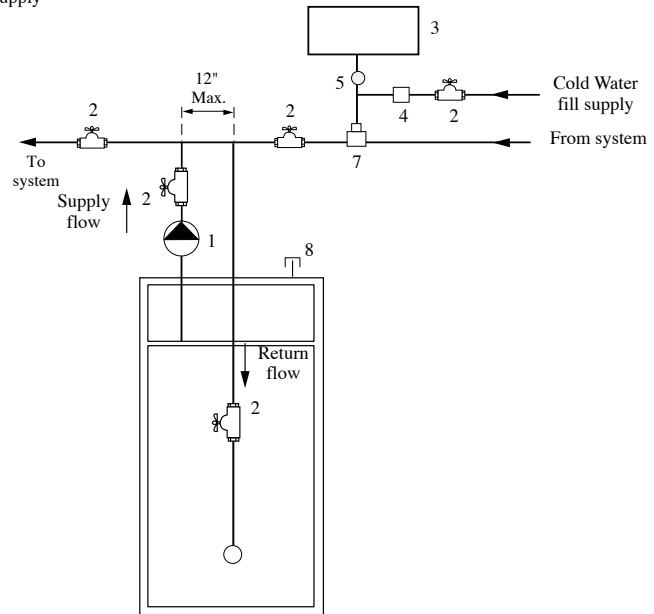 upply
3
12"
Max.
5
Cold Water
fill supply
2
2
4
2
From system
7
To
system
Supply
flow
2
1
8
Return
flow
2